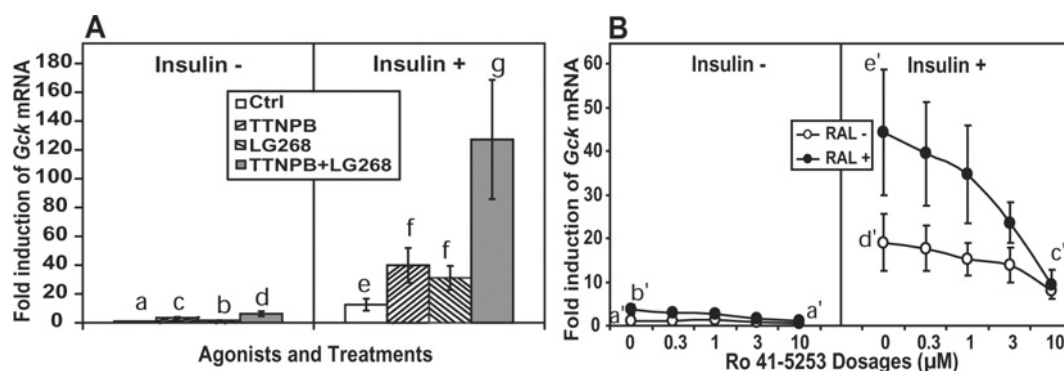 A
Fold induction of Gck mRNA
180
160
140
120
100
80
60
40
20
0
Insulin -
Insulin +
Ctrl
TTNPB
LG268
TTNPB+LG268
a
c
b
d
e
f
f
g
Agonists and Treatments
B
Fold induction of Gck mRNA
60
50
40
30
20
10
0
Insulin -
Insulin +
RAL -
RAL +
a'
b'
a'
e'
d'
c'
0 0.3 1 3 10 0 0.3 1 3 10
Ro 41-5253 Dosages (µM)